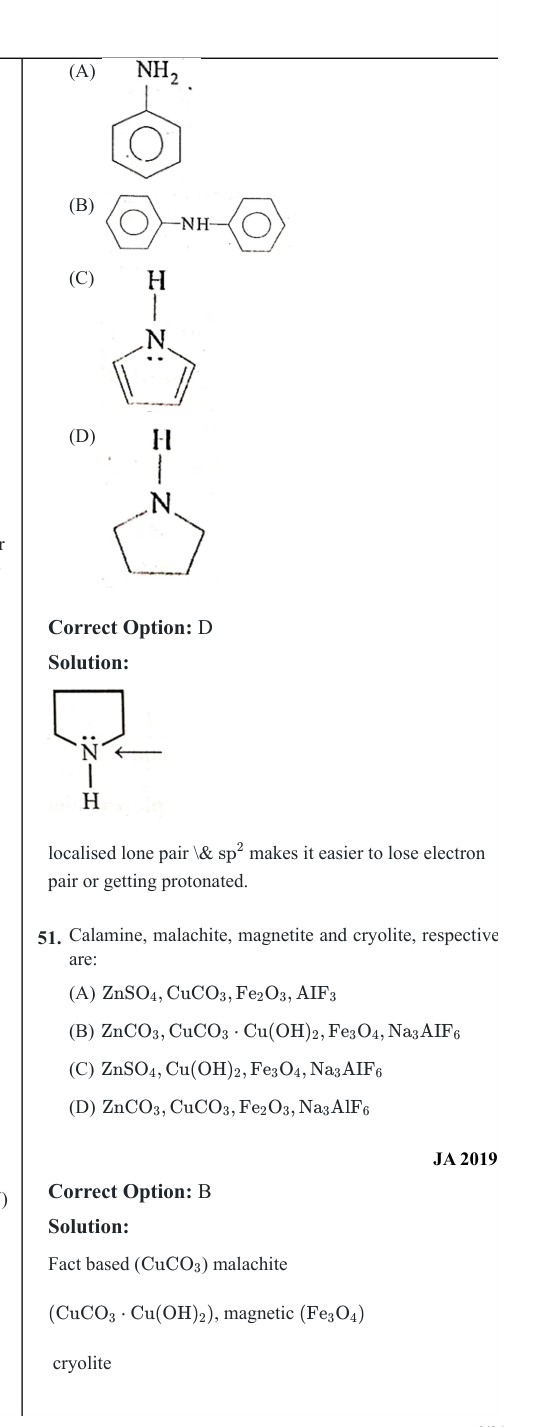 (A) NH₂
(B) NH
(C) H
N
(D) H
N
r
Correct Option: D
Solution:
N
H
localised lone pair \& sp² makes it easier to lose electron
pair or getting protonated.
51. Calamine, malachite, magnetite and cryolite, respective
are:
(A) ZnSO₄, CuCO₃, Fe₂O₃, AIF₃
(B) ZnCO₃, CuCO₃ · Cu(OH)₂, Fe₃O₄, Na₃AIF₆
(C) ZnSO₄, Cu(OH)₂, Fe₃O₄, Na₃AIF₆
(D) ZnCO₃, CuCO₃, Fe₂O₃, Na₃AlF₆
JA 2019
)
Correct Option: B
Solution:
Fact based (CuCO₃) malachite
(CuCO₃ · Cu(OH)₂), magnetic (Fe₃O₄)
cryolite